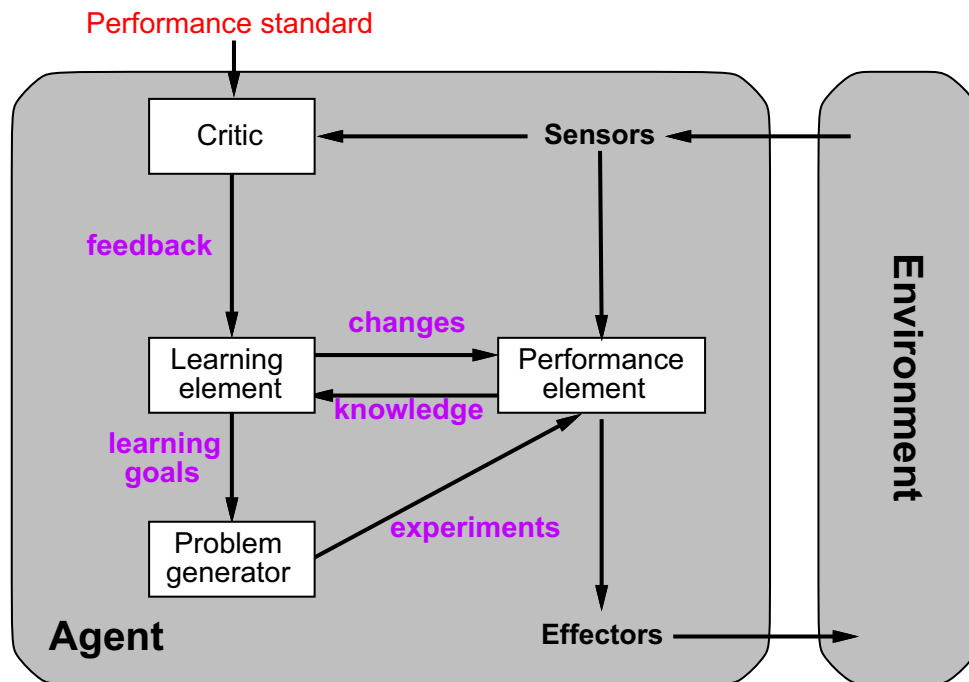 Performance standard
Critic
Sensors
feedback
changes
Learning
element
Performance
element
knowledge
learning
goals
experiments
Problem
generator
Agent
Effectors
Environment